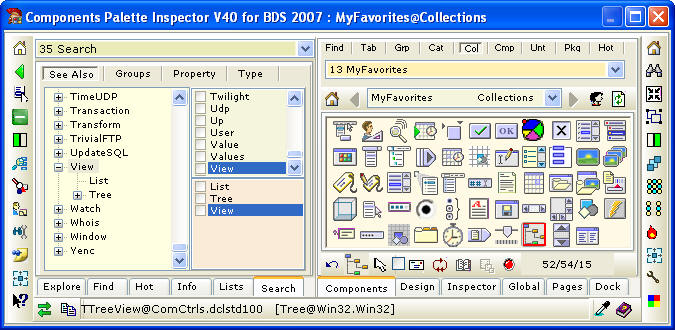 Components Palette Inspector V40 for BDS 2007 : MyFavorites@Collections
35 Search
See Also Groups Property Type
TimeUDP
Transaction
Transform
TrivialFTP
UpdateSQL
View
List
Tree
Watch
Whois
Window
Yenc
Twilight
Udp
Up
User
Value
Values
View
List
Tree
View
Explore Find Hot Info Lists Search
Find Tab Grp Cat Col Cmp Unt Pkq Hot
13 MyFavorites
MyFavorites Collections
OK
52/54/15
Components Design Inspector Global Pages Dock
TTreeView@ComCtrls.dclstd100 [Tree@Win32.Win32]